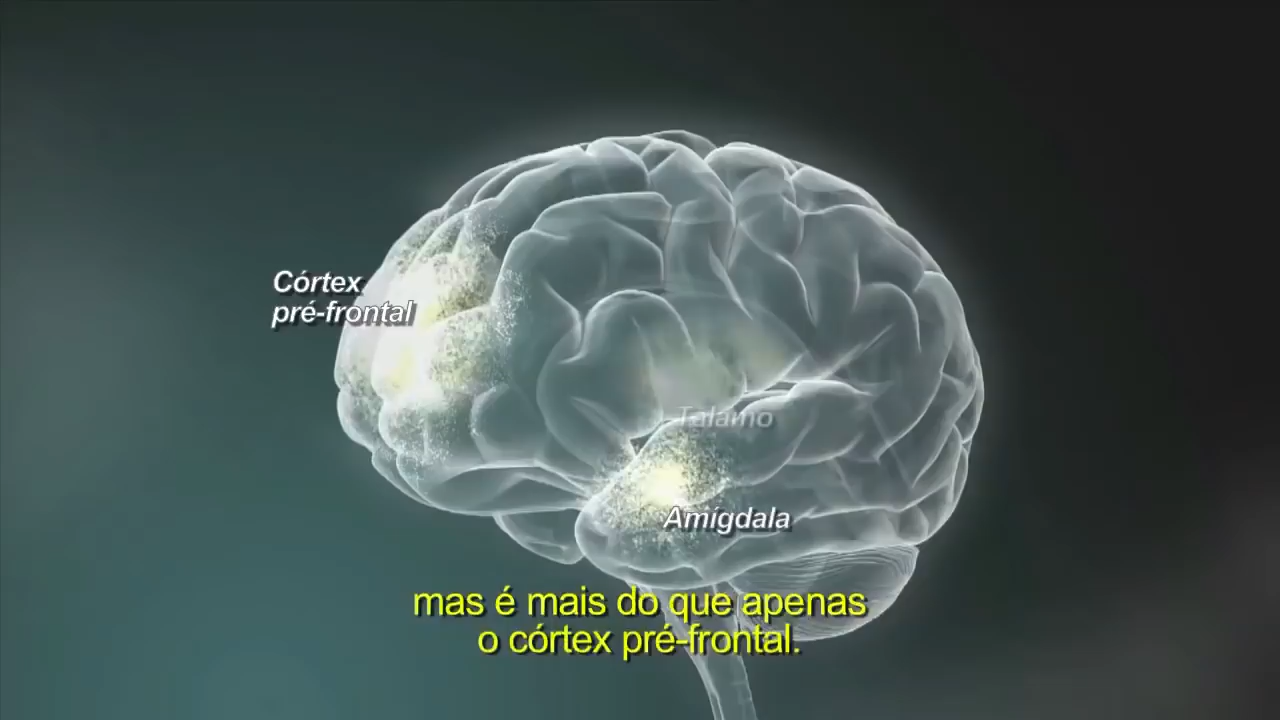 Córtex
pré-frontal
Tálamo
Amígdala
mas é mais do que apenas
o córtex pré-frontal.